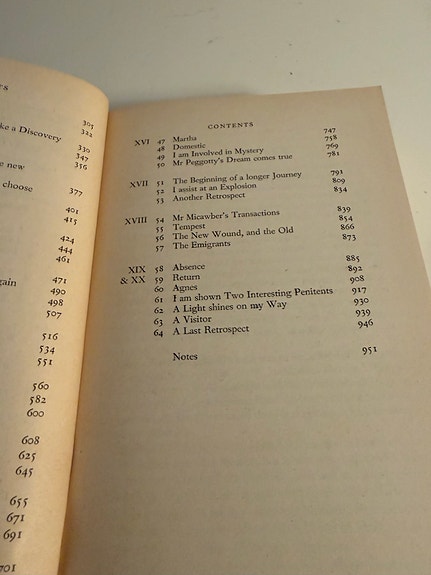 TS
305
ke a Discovery 322
330
347
e new 356
choose 377
401
415
424
444
461
gain 471
490
498
507
516
534
551
560
582
600
608
625
645
655
671
691
701
CONTENTS
XVI 47 Martha 747
48 Domestic 758
49 I am Involved in Mystery 769
50 Mr Peggotty's Dream comes true 781
XVII 51 The Beginning of a longer Journey 791
52 I assist at an Explosion 809
53 Another Retrospect 834
XVIII 54 Mr Micawber's Transactions 839
55 Tempest 854
56 The New Wound, and the Old 866
57 The Emigrants 873
XIX 58 Absence 885
& XX 59 Return 892
60 Agnes 908
61 I am shown Two Interesting Penitents 917
62 A Light shines on my Way 930
63 A Visitor 939
64 A Last Retrospect 946
Notes 951